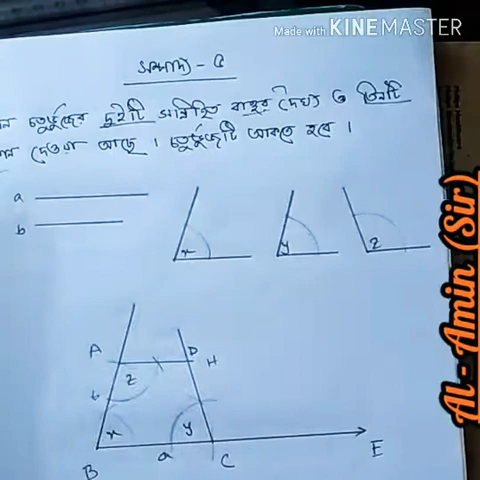 Made with KINEMASTER
সম্পাদ্য - ৫
চতুর্ভুজের দুইটি সন্নিহিত বাহুর দৈর্ঘ্য ও তিনটি
দেওয়া আছে । চতুর্ভুজটি আঁকতে হবে ।
a
b
x
y
z
A
D
H
z
b
x
y
B
a
C
E
AL - Amin (Sir)